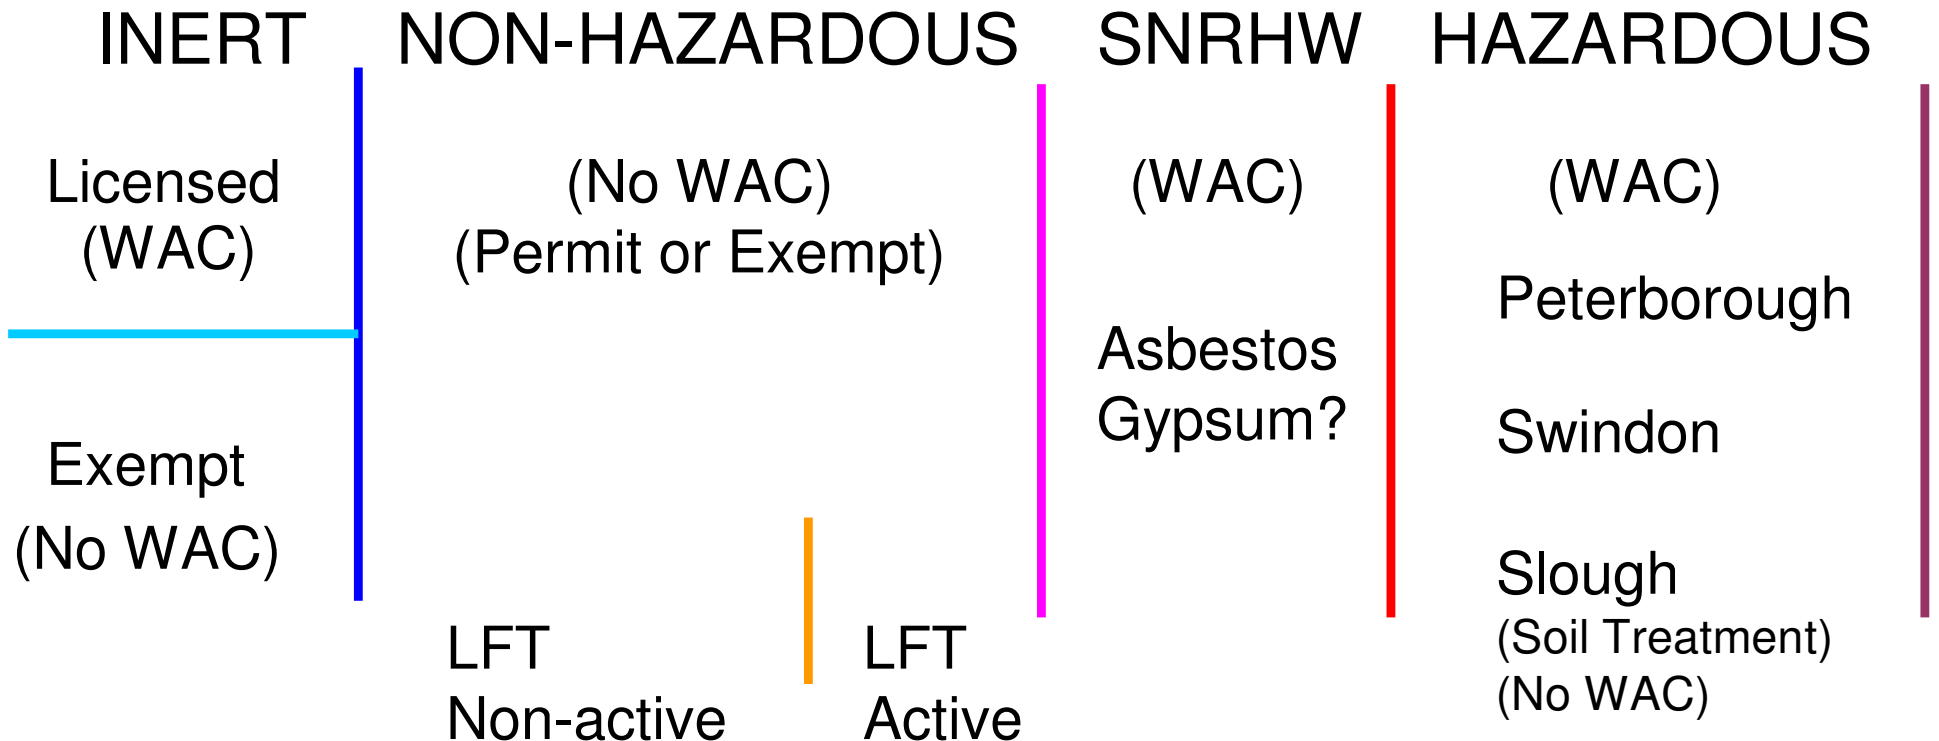 INERT
NON-HAZARDOUS
SNRHW
HAZARDOUS
Licensed
(WAC)
Exempt
(No WAC)
(No WAC)
(Permit or Exempt)
LFT
Non-active
LFT
Active
(WAC)
Asbestos
Gypsum?
(WAC)
Peterborough
Swindon
Slough
(Soil Treatment)
(No WAC)